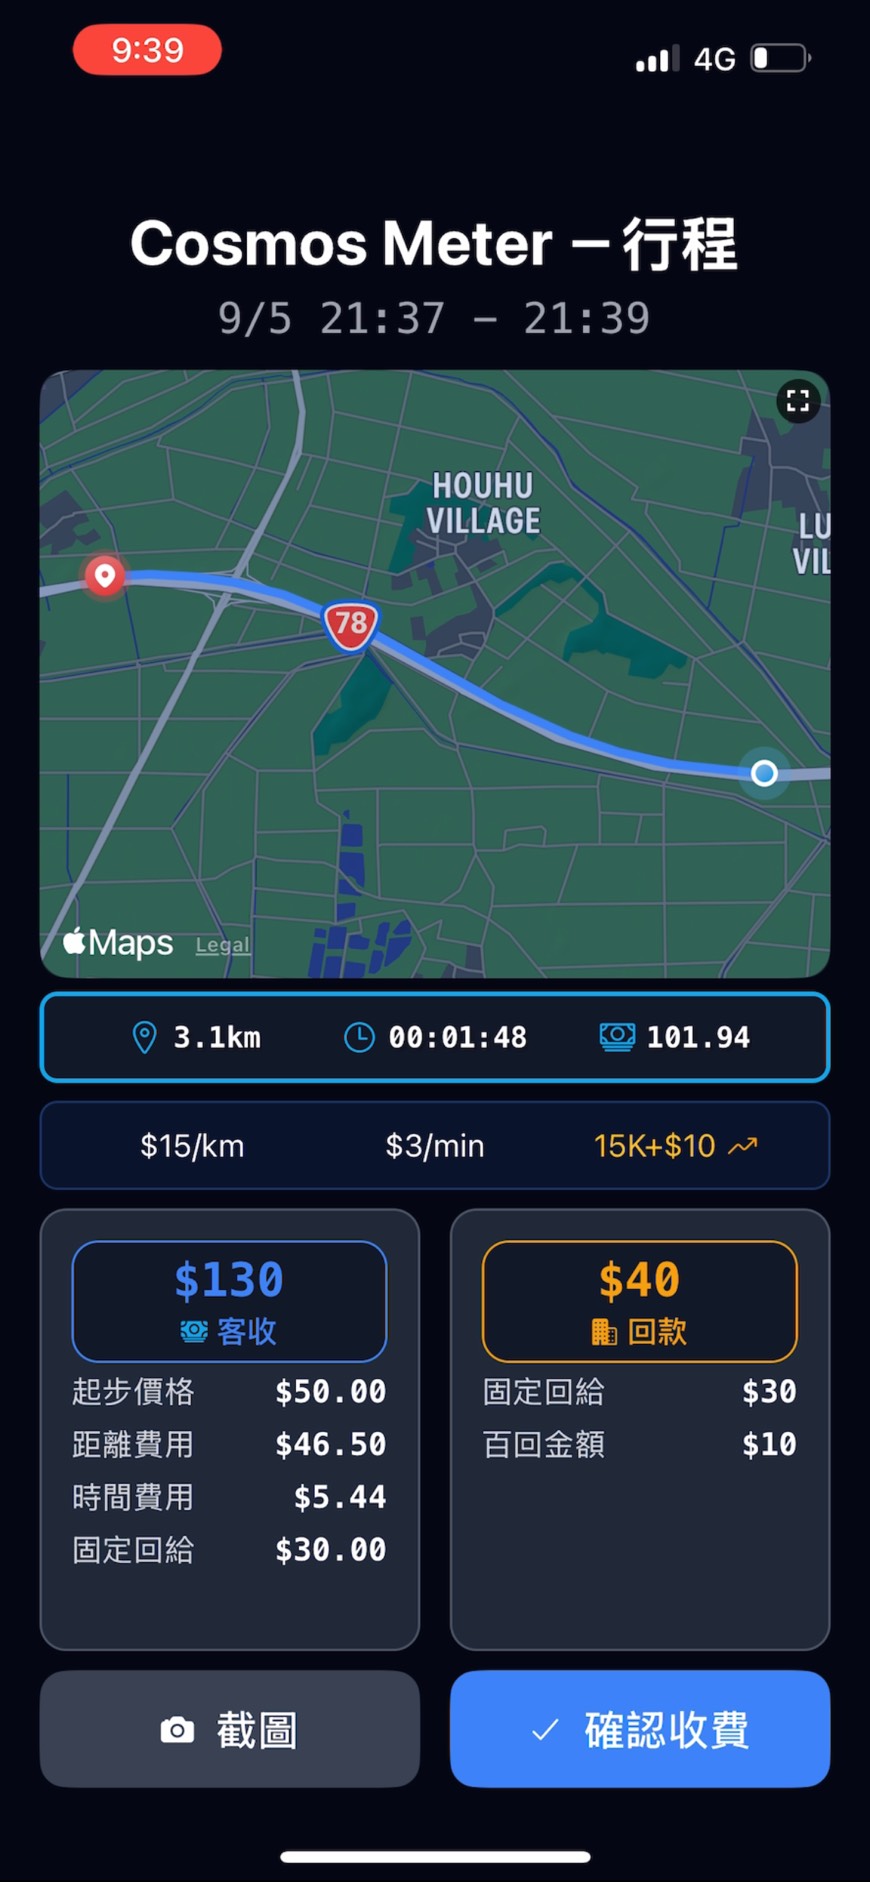 9:39
4G
Cosmos Meter – 行程
9/5 21:37 – 21:39
HOUHU
VILLAGE
LU
VIL
78
Maps Legal
3.1km 00:01:48 101.94
$15/km $3/min 15K+$10
$130
客收
起步價格 $50.00
距離費用 $46.50
時間費用 $5.44
固定回給 $30.00
$40
回款
固定回給 $30
百回金額 $10
截圖
確認收費